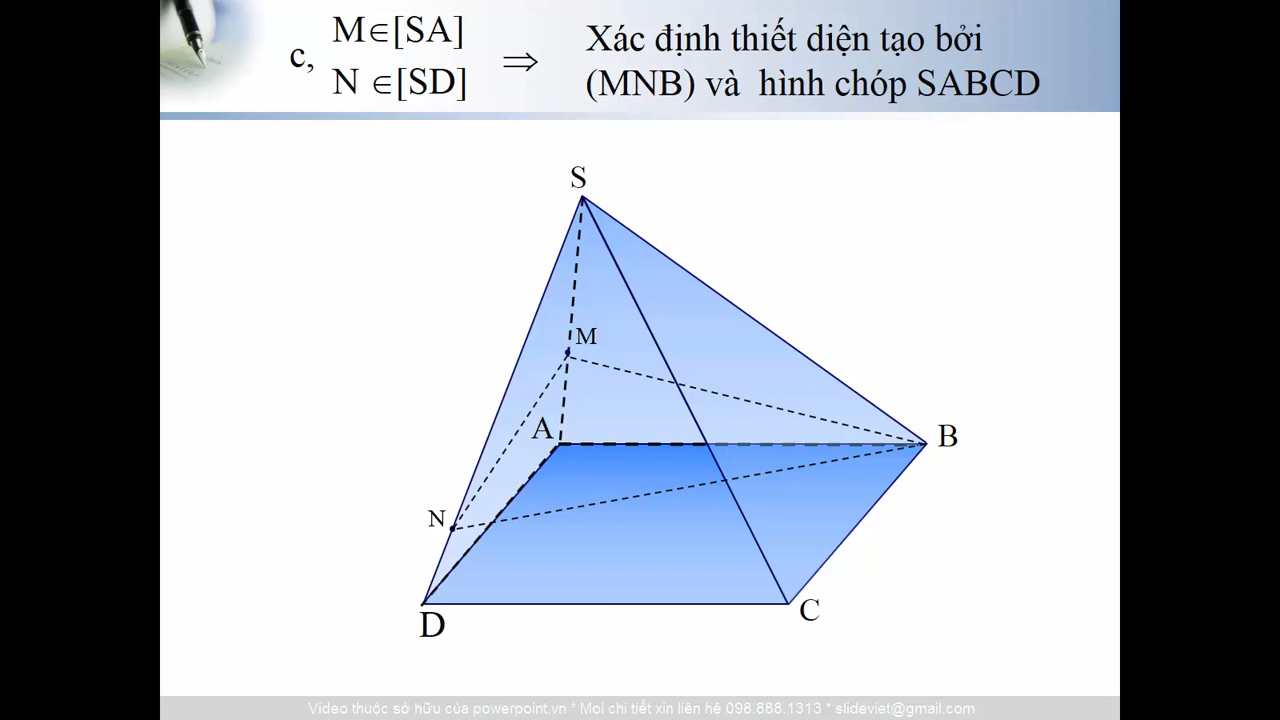 c, M∈[SA]
N ∈[SD]
⇒
Xác định thiết diện tạo bởi
(MNB) và hình chóp SABCD
S
M
A
B
N
D
C
Video thuộc sở hữu của powerpoint.vn * Mọi chi tiết xin liên hệ 098.888.1313 * slideviet@gmail.com